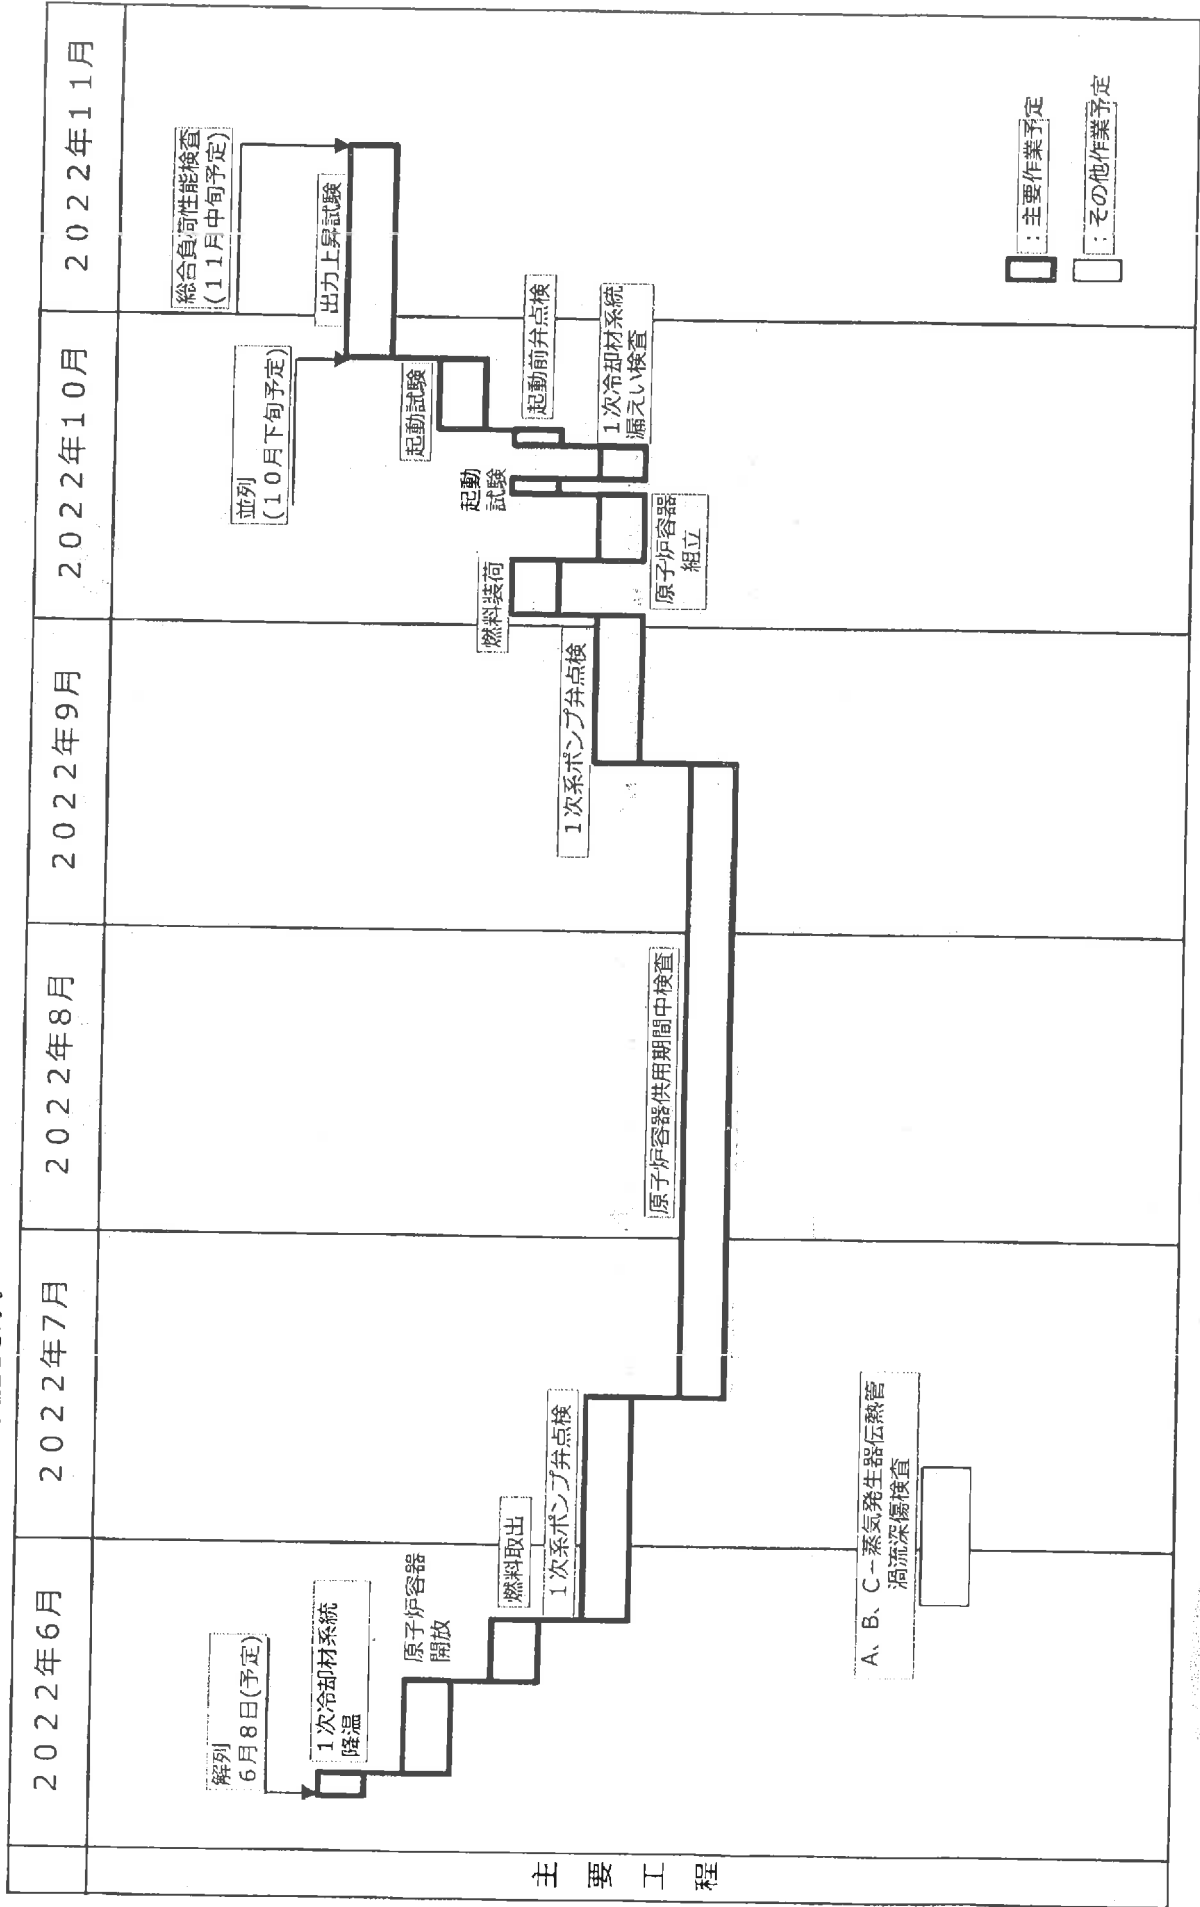 2022年6月
2022年7月
2022年8月
2022年9月
2022年10月
2022年11月
主要工程
解列
6月8日(予定)
1次冷却材系統
降温
原子炉容器
開放
燃料取出
1次系ポンプ弁点検
A、B、C－蒸気発生器伝熱管
渦流深傷検査
原子炉容器供用期間中検査
1次系ポンプ弁点検
燃料装荷
原子炉容器
組立
起動
試験
1次冷却材系統
漏えい検査
起動前弁点検
起動試験
並列
(10月下旬予定)
出力上昇試験
総合負荷性能検査
(11月中旬予定)
：主要作業予定
：その他作業予定